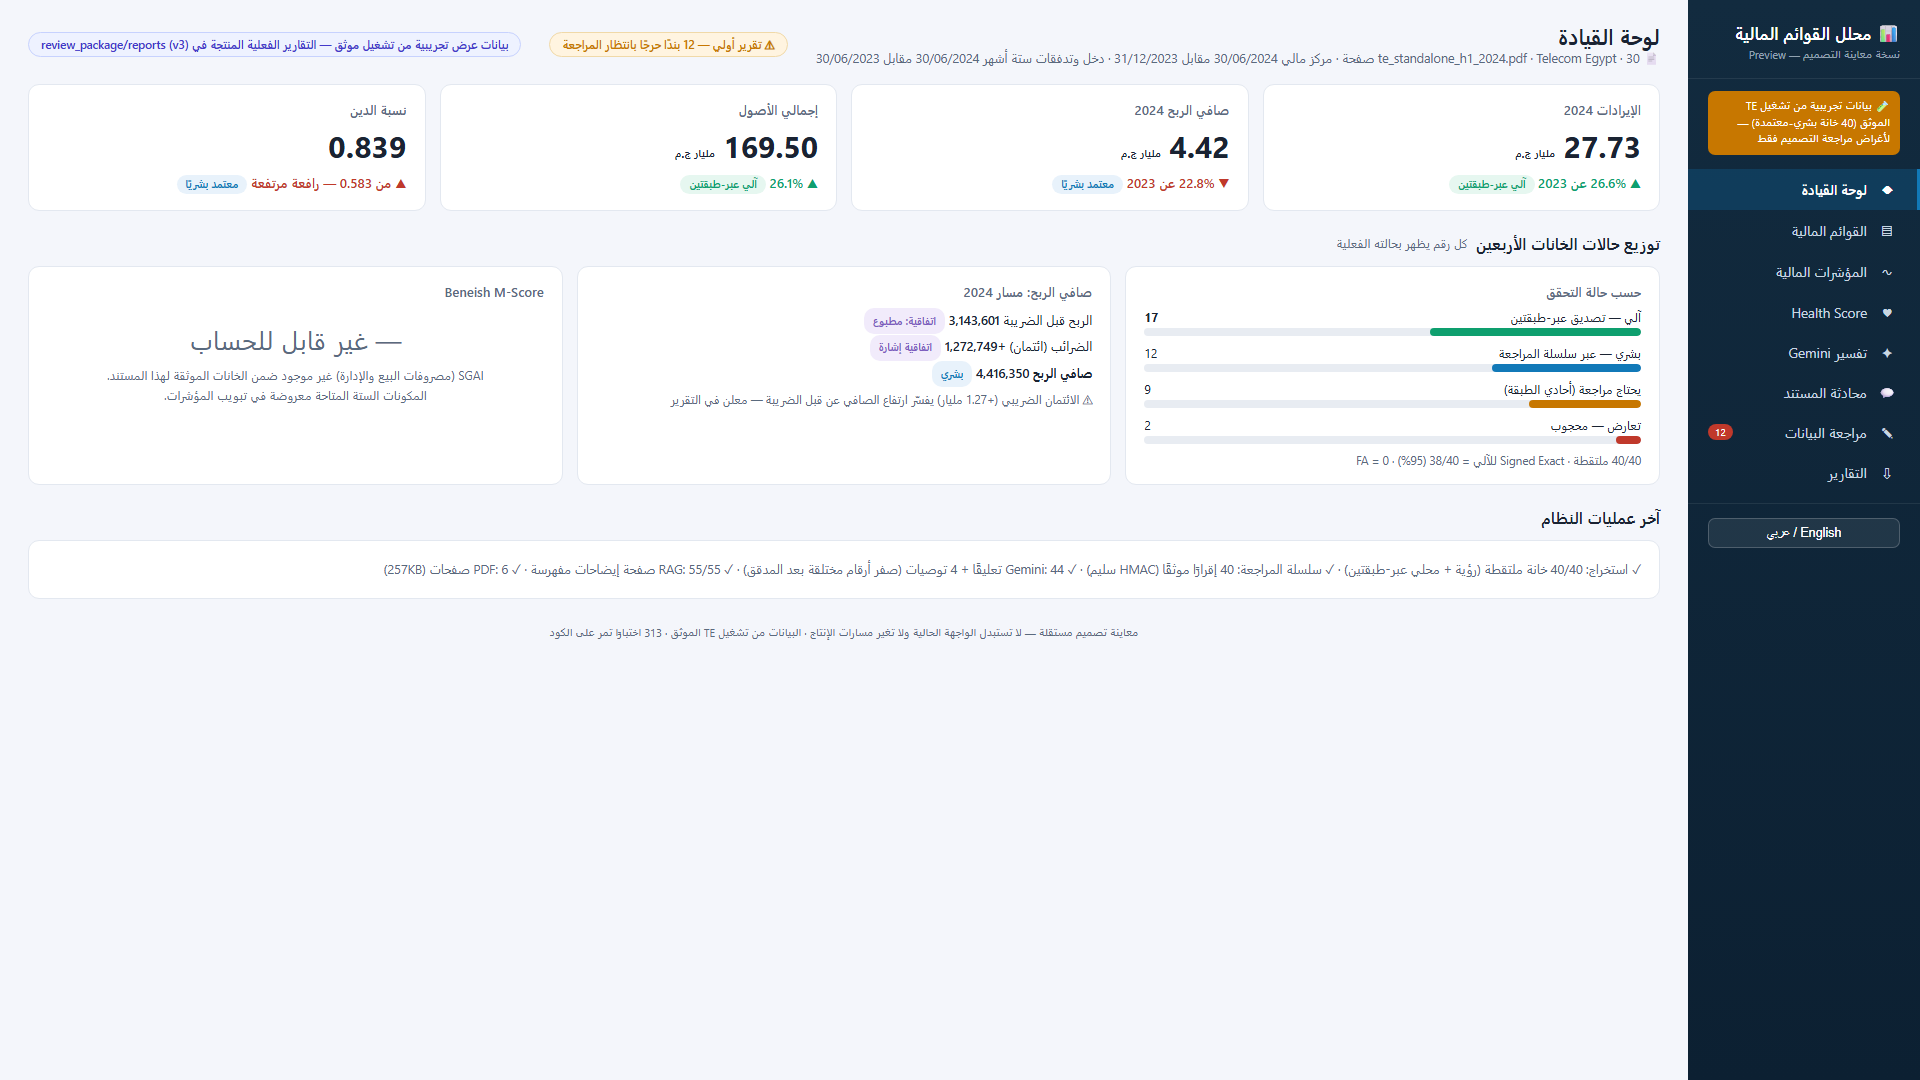 محلل القوائم المالية
نسخة معاينة التصميم — Preview
بيانات تجريبية من تشغيل TE
الموثق (40 خانة بشري-معتمدة) —
لأغراض مراجعة التصميم فقط
لوحة القيادة
القوائم المالية
المؤشرات المالية
Health Score
تفسير Gemini
محادثة المستند
مراجعة البيانات 12
التقارير
عربي / English
لوحة القيادة
te_standalone_h1_2024.pdf · Telecom Egypt · 30 صفحة · مركز مالي 30/06/2024 مقابل 31/12/2023 · دخل وتدفقات ستة أشهر 30/06/2024 مقابل 30/06/2023
⚠ تقرير أولي — 12 بندًا حرجًا بانتظار المراجعة
بيانات عرض تجريبية من تشغيل موثق — التقارير الفعلية المنتجة في review_package/reports (v3)
الإيرادات 2024
27.73 مليار ج.م
▲ 26.6% عن 2023 آلي عبر-طبقتين
صافي الربح 2024
4.42 مليار ج.م
▼ 22.8% عن 2023 معتمد بشريًا
إجمالي الأصول
169.50 مليار ج.م
▲ 26.1% آلي عبر-طبقتين
نسبة الدين
0.839
▲ من 0.583 — رافعة مرتفعة معتمد بشريًا
توزيع حالات الخانات الأربعين كل رقم يظهر بحالته الفعلية
حسب حالة التحقق
آلي — تصديق عبر-طبقتين 17
بشري — عبر سلسلة المراجعة 12
يحتاج مراجعة (أحادي الطبقة) 9
تعارض — محجوب 2
40/40 ملتقطة · Signed Exact للآلي = 38/40 (95%) · FA = 0
صافي الربح: مسار 2024
الربح قبل الضريبة 3,143,601 اتفاقية: مطبوع
الضرائب (ائتمان) +1,272,749 اتفاقية إشارة
صافي الربح 4,416,350 بشري
⚠ الائتمان الضريبي (+1.27 مليار) يفسّر ارتفاع الصافي عن قبل الضريبة — معلن في التقرير
Beneish M-Score
— غير قابل للحساب
SGAI (مصروفات البيع والإدارة) غير موجود ضمن الخانات الموثقة لهذا المستند.
المكونات الستة المتاحة معروضة في تبويب المؤشرات.
آخر عمليات النظام
✓ استخراج: 40/40 خانة ملتقطة (رؤية + محلي عبر-طبقتين) · ✓ سلسلة المراجعة: 40 إقرارًا موثقًا (HMAC سليم) · ✓ Gemini: 44 تعليقًا + 4 توصيات (صفر أرقام مختلقة بعد المدقق) · ✓ RAG: 55/55 صفحة إيضاحات مفهرسة · ✓ PDF: 6 صفحات (257KB)
معاينة تصميم مستقلة — لا تستبدل الواجهة الحالية ولا تغير مسارات الإنتاج · البيانات من تشغيل TE الموثق · 313 اختبارًا تمر على الكود